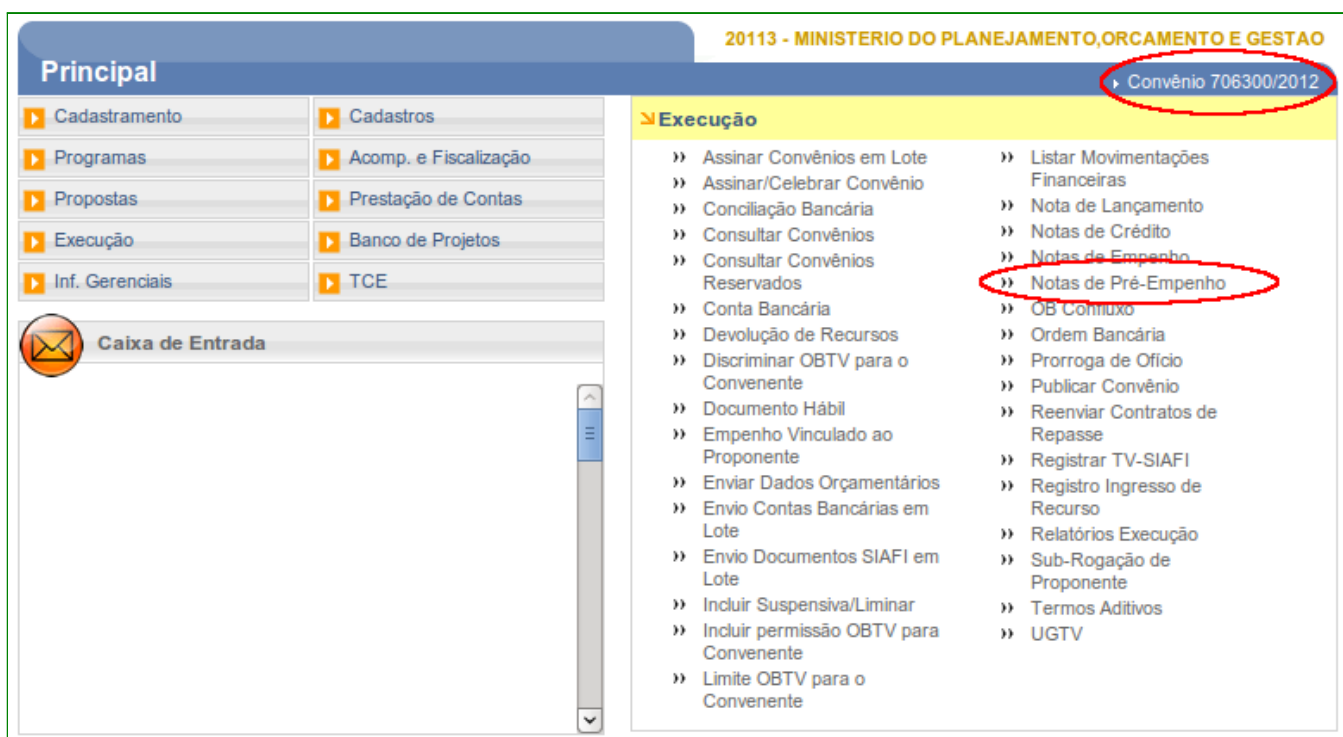 20113 - MINISTERIO DO PLANEJAMENTO,ORCAMENTO E GESTAO
Principal
Convênio 706300/2012
Cadastramento
Cadastros
Programas
Acomp. e Fiscalização
Propostas
Prestação de Contas
Execução
Banco de Projetos
Inf. Gerenciais
TCE
Caixa de Entrada
Execução
Assinar Convênios em Lote
Assinar/Celebrar Convênio
Conciliação Bancária
Consultar Convênios
Consultar Convênios
Reservados
Conta Bancária
Devolução de Recursos
Discriminar OBTV para o
Convenente
Documento Hábil
Empenho Vinculado ao
Proponente
Enviar Dados Orçamentários
Envio Contas Bancárias em
Lote
Envio Documentos SIAFI em
Lote
Incluir Suspensiva/Liminar
Incluir permissão OBTV para
Convenente
Limite OBTV para o
Convenente
Listar Movimentações
Financeiras
Nota de Lançamento
Notas de Crédito
Notas de Empenho
Notas de Pré-Empenho
OB Confluxo
Ordem Bancária
Prorroga de Ofício
Publicar Convênio
Reenviar Contratos de
Repasse
Registrar TV-SIAFI
Registro Ingresso de
Recurso
Relatórios Execução
Sub-Rogação de
Proponente
Termos Aditivos
UGTV